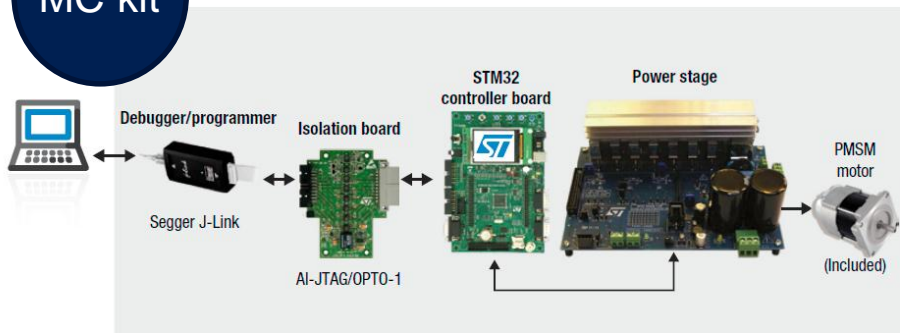 MC kit
Debugger/programmer
Segger J-Link
Isolation board
AI-JTAG/OPTO-1
STM32
controller board
ST
Power stage
PMSM
motor
(Included)